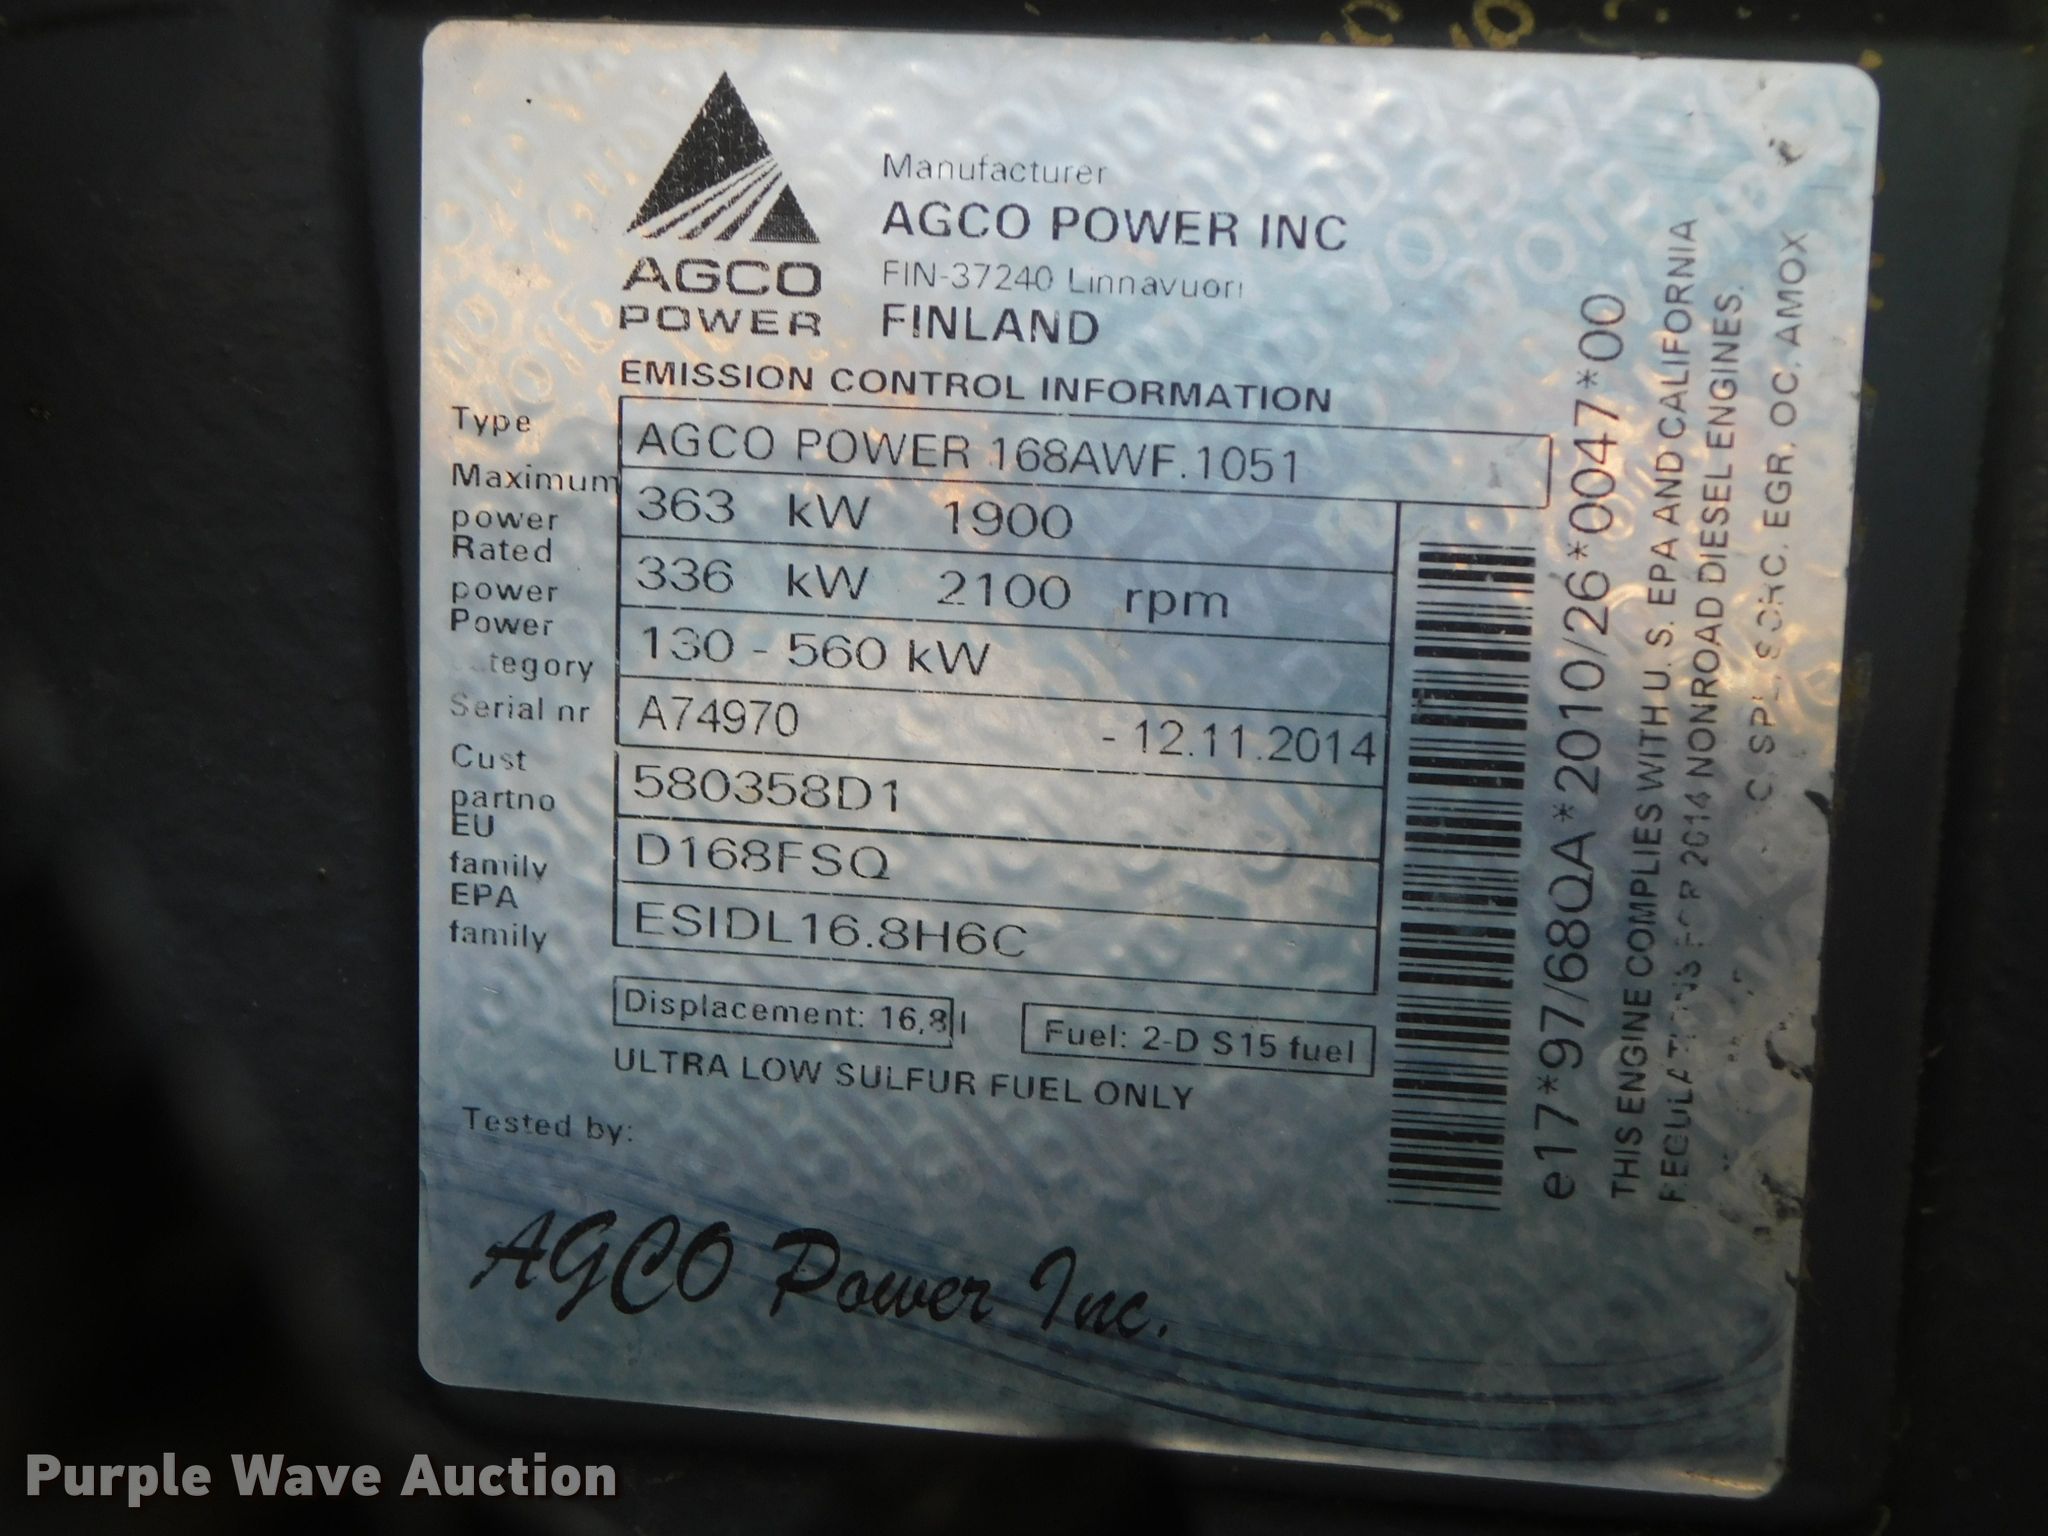 AGCO
POWER
Manufacturer
AGCO POWER INC
FIN-37240 Linnavuori
FINLAND
EMISSION CONTROL INFORMATION
Type AGCO POWER 168AWF.1051
Maximum
power 363 kW 1900
Rated
power 336 kW 2100 rpm
Power
tegory 130 - 560 kW
Serial nr A74970 - 12.11.2014
Cust
partno 580358D1
EU
family D168FSQ
EPA
family ESIDL16.8H6C
Displacement: 16,8 l
Fuel: 2-D S15 fuel
ULTRA LOW SULFUR FUEL ONLY
Tested by:
AGCO Power Inc.
e17*97/68QA*2010/26*0047*00
THIS ENGINE COMPLIES WITH U.S. EPA AND CALIFORNIA
REGULATIONS FOR 2014 NONROAD DIESEL ENGINES.
EGR, OC, AMOX
Purple Wave Auction